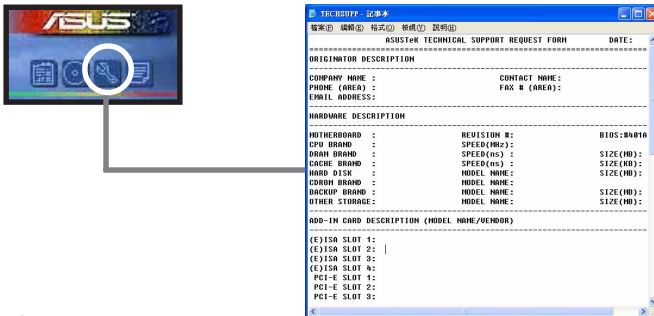 ASUS
TECHSUPP - 記事本
檔案(F) 編輯(E) 格式(O) 檢視(V) 說明(H)
ASUSTeK TECHNICAL SUPPORT REQUEST FORM DATE:
ORIGINATOR DESCRIPTION
COMPANY NAME : CONTACT NAME:
PHONE (AREA) : FAX # (AREA):
EMAIL ADDRESS:
HARDWARE DESCRIPTION
MOTHERBOARD : REVISION #: BIOS:#401A
CPU BRAND : SPEED(MHz):
DRAM BRAND : SPEED(ns) : SIZE(MB):
CACHE BRAND : SPEED(ns) : SIZE(KB):
HARD DISK : MODEL NAME: SIZE(MB):
CDROM BRAND : MODEL NAME:
BACKUP BRAND : MODEL NAME: SIZE(MB):
OTHER STORAGE: MODEL NAME: SIZE(MB):
ADD-IN CARD DESCRIPTION (MODEL NAME/VENDOR)
(E)ISA SLOT 1:
(E)ISA SLOT 2:
(E)ISA SLOT 3:
(E)ISA SLOT 4:
PCI-E SLOT 1:
PCI-E SLOT 2:
PCI-E SLOT 3: